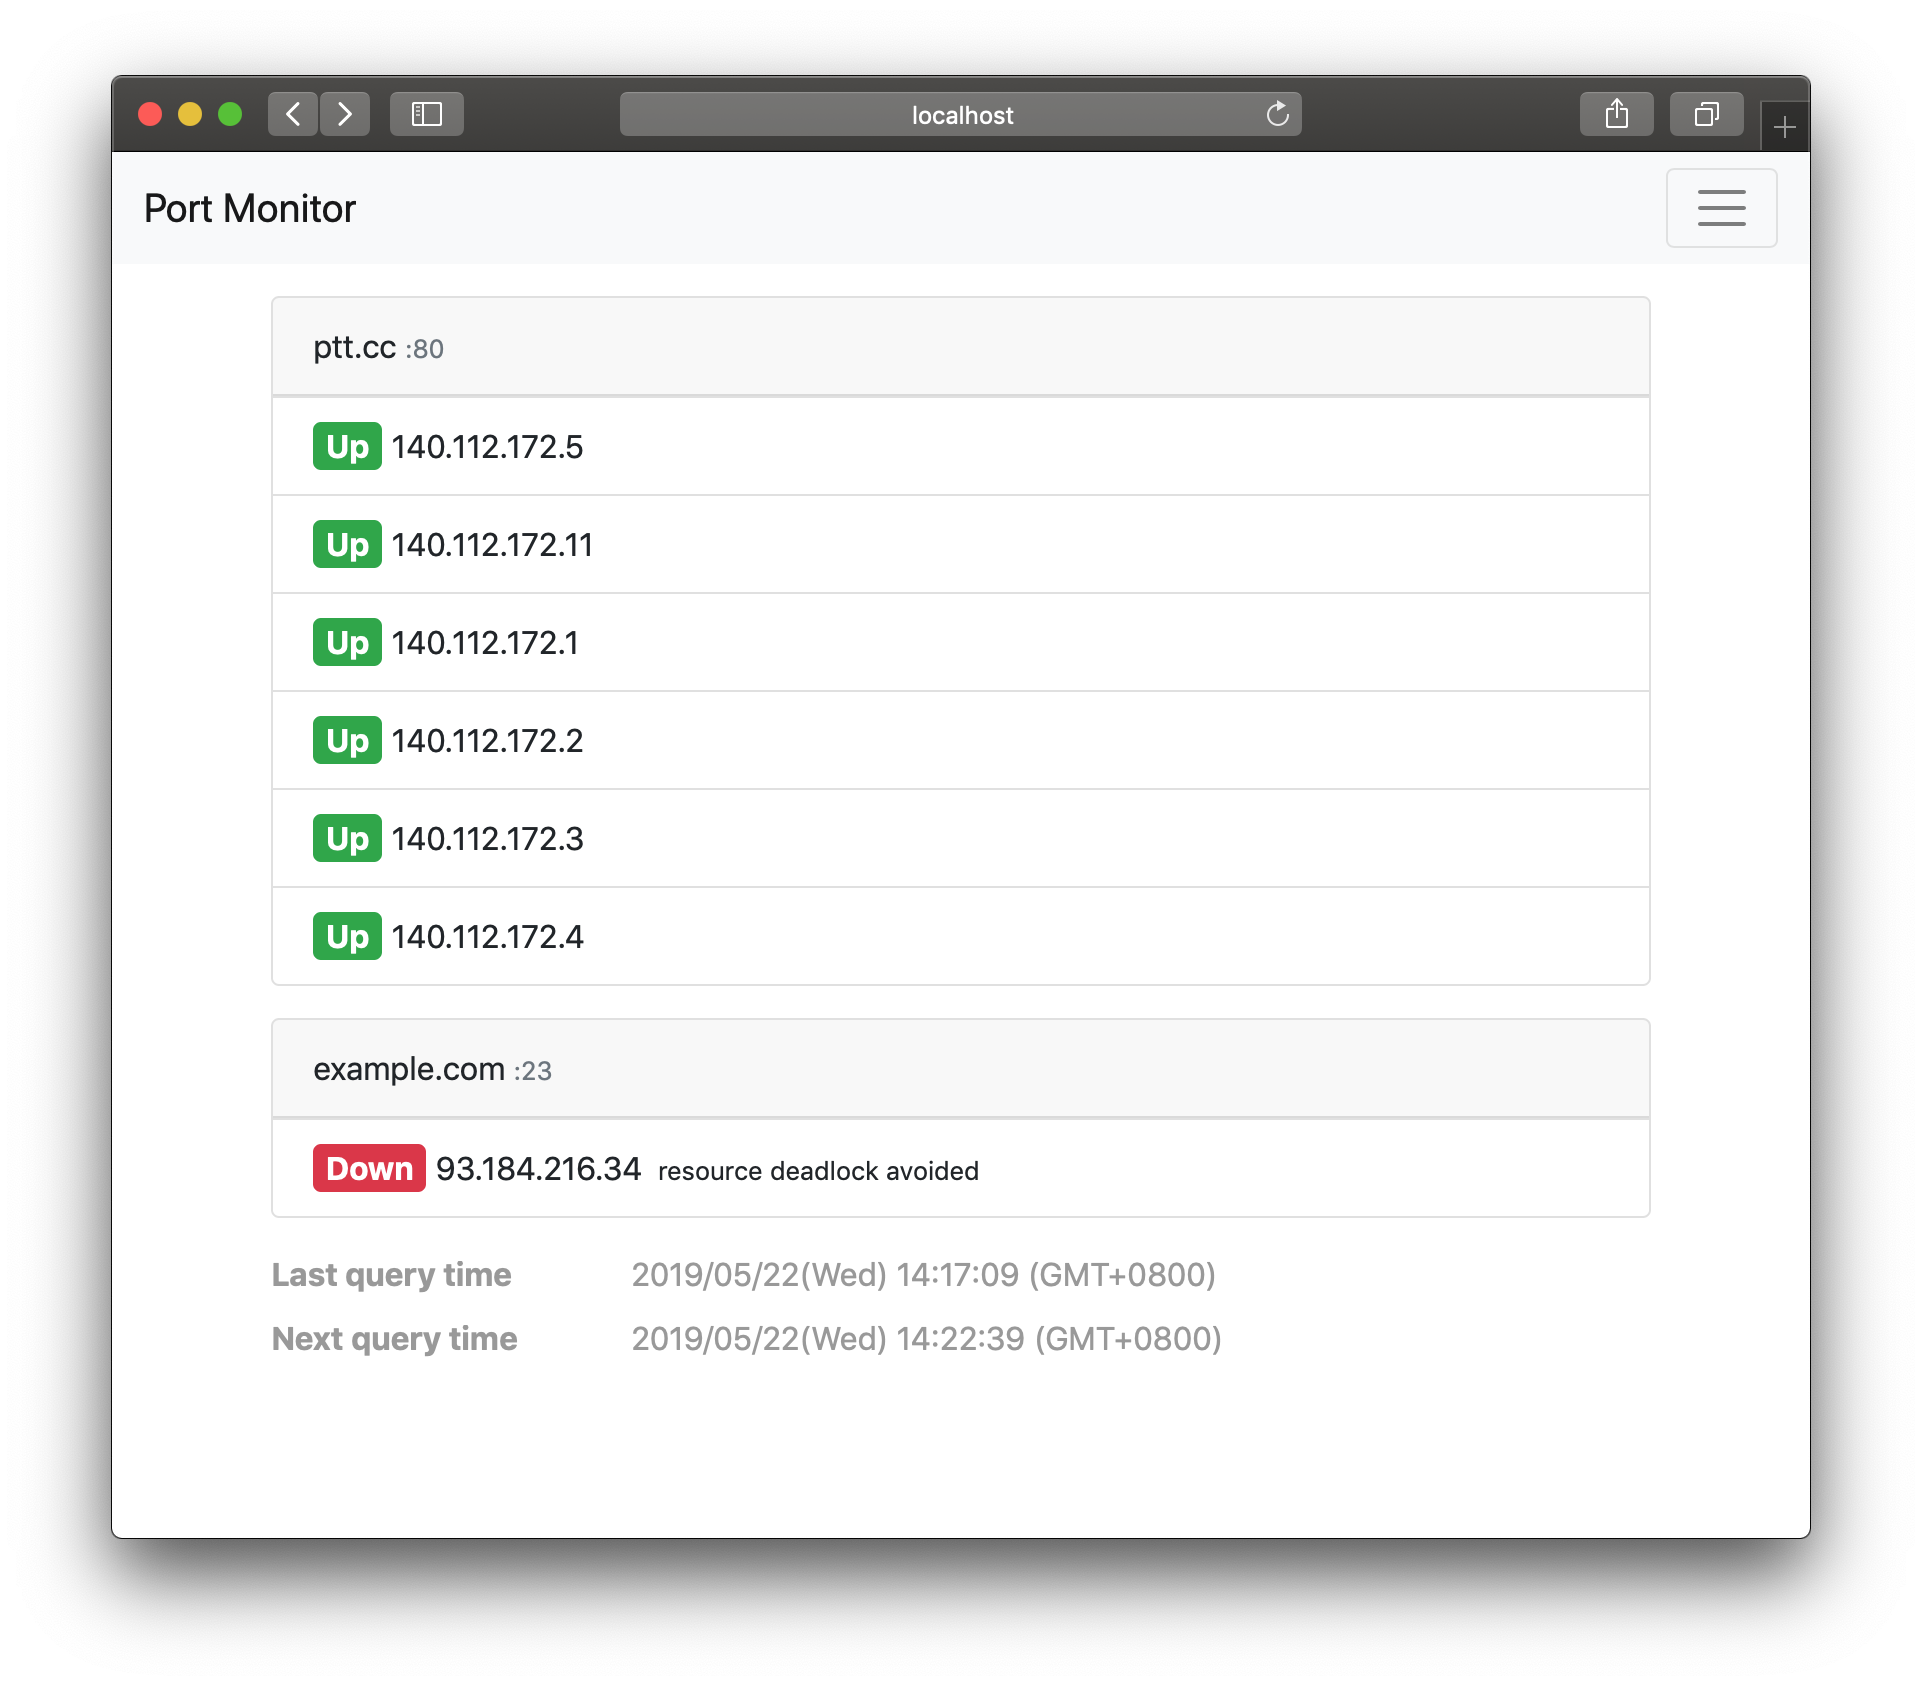 localhost
Port Monitor
ptt.cc :80
Up 140.112.172.5
Up 140.112.172.11
Up 140.112.172.1
Up 140.112.172.2
Up 140.112.172.3
Up 140.112.172.4
example.com :23
Down 93.184.216.34 resource deadlock avoided
Last query time 2019/05/22(Wed) 14:17:09 (GMT+0800)
Next query time 2019/05/22(Wed) 14:22:39 (GMT+0800)